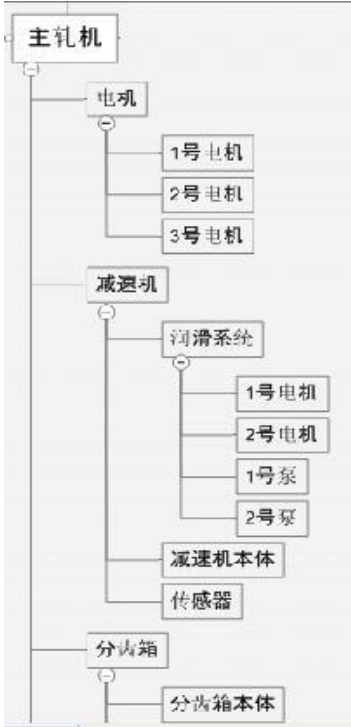 主轧机
电机
1号电机
2号电机
3号电机
减速机
润滑系统
1号电机
2号电机
1号泵
2号泵
减速机本体
传感器
分齿箱
分齿箱本体